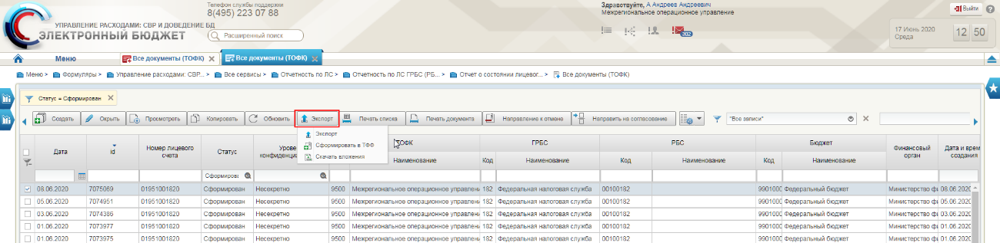 Телефон службы поддержки
8(495) 223 07 88
Здравствуйте, А Андреев Андреевич
Межрегиональное операционное управление
Выйти
УПРАВЛЕНИЕ РАСХОДАМИ: СВР И ДОВЕДЕНИЕ БД
ЭЛЕКТРОННЫЙ БЮДЖЕТ
Расширенный поиск
302
17 Июнь 2020
Среда
12 50
Меню Все документы (ТОФК) Все документы (ТОФК)
Меню > Формуляры > Управление расходами: СВР... > Все сервисы > Отчетность по ЛС > Отчетность по ЛС ГРБС (РБ... > Отчет о состоянии лицевог... > Все документы (ТОФК)
Статус = Сформирован
Создать Окрыть Просмотреть Копировать Обновить Экспорт Печать списка Печать документа Направление к отмене Направить на согласование "Все записи"
Экспорт
Сформировать в ТФФ
Скачать вложения
Дата id Номер лицевого счета Статус Урове конфиденциа ТОФК ГРБС РБС Бюджет Финансовый орган Дата и врем создания
Наименование Код Наименование Код Наименование Код Наименование
Сформирова
08.06.2020 7075069 01951001820 Сформирован Несекретно 9500 Межрегиональное операционное управлени 182 Федеральная налоговая служба 00100182 9901000 Федеральный бюджет Министерство фи 08.06.2020
05.06.2020 7074951 01951001820 Сформирован Несекретно 9500 Межрегиональное операционное управлени 182 Федеральная налоговая служба 00100182 9901000 Федеральный бюджет Министерство фи 05.06.2020
03.06.2020 7074386 01951001820 Сформирован Несекретно 9500 Межрегиональное операционное управлени 182 Федеральная налоговая служба 00100182 9901000 Федеральный бюджет Министерство фи 03.06.2020
01.06.2020 7073977 01951001820 Сформирован Несекретно 9500 Межрегиональное операционное управлени 182 Федеральная налоговая служба 00100182 9901000 Федеральный бюджет Министерство фи 01.06.2020
01.06.2020 7073975 01951001820 Сформирован Несекретно 9500 Межрегиональное операционное управлени 182 Федеральная налоговая служба 00100182 9901000 Федеральный бюджет Министерство фи 01.06.2020